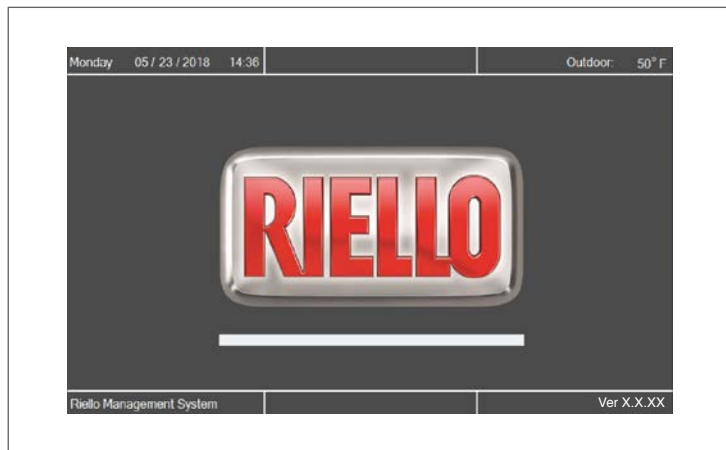 Monday 05 / 23 / 2018 14:36 Outdoor: 50° F
RIELLO
Riello Management System Ver X.X.XX